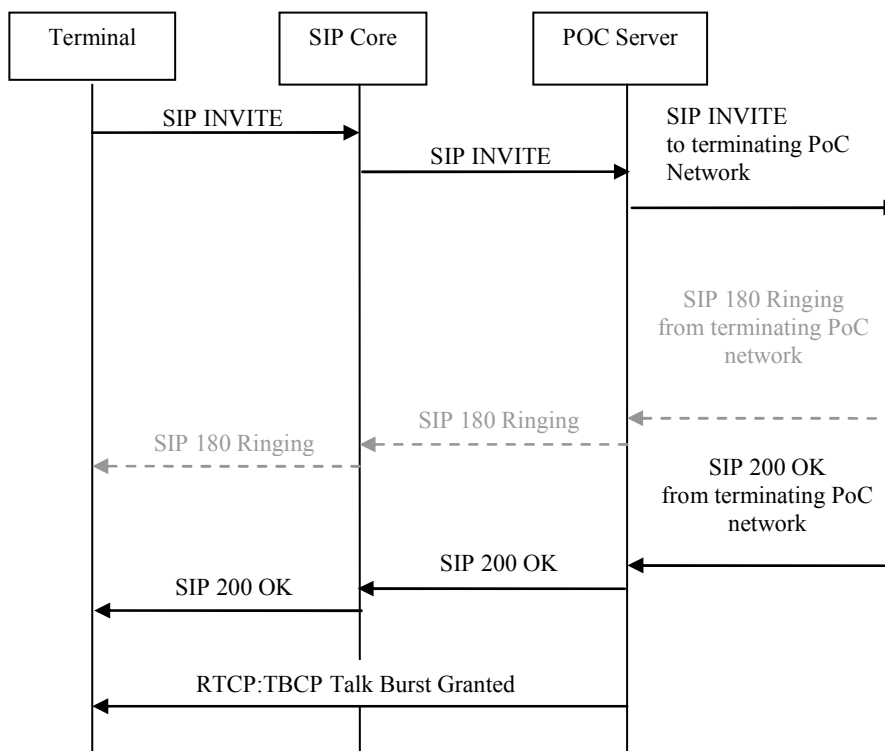 Terminal
SIP Core
POC Server
SIP INVITE
SIP INVITE
SIP INVITE
to terminating PoC
Network
SIP 180 Ringing
from terminating PoC
network
SIP 180 Ringing
SIP 180 Ringing
SIP 200 OK
from terminating PoC
network
SIP 200 OK
SIP 200 OK
RTCP:TBCP Talk Burst Granted